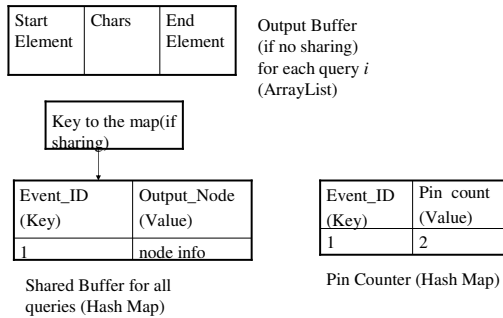 Start
Element
Chars
End
Element
Output Buffer
(if no sharing)
for each query i
(ArrayList)
Key to the map(if
sharing)
Event_ID
(Key)
Output_Node
(Value)
1
node info
Shared Buffer for all
queries (Hash Map)
Event_ID
(Key)
Pin count
(Value)
1
2
Pin Counter (Hash Map)